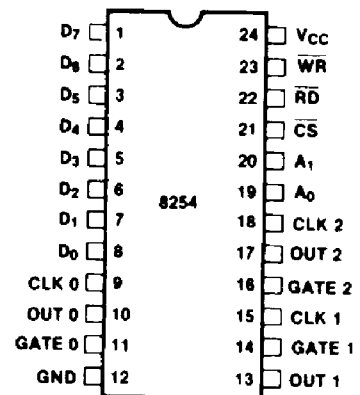 D7 1 24 VCC
D6 2 23 WR
D5 3 22 RD
D4 4 21 CS
D3 5 20 A1
D2 6 19 A0
D1 7 8254 18 CLK 2
D0 8 17 OUT 2
CLK 0 9 16 GATE 2
OUT 0 10 15 CLK 1
GATE 0 11 14 GATE 1
GND 12 13 OUT 1